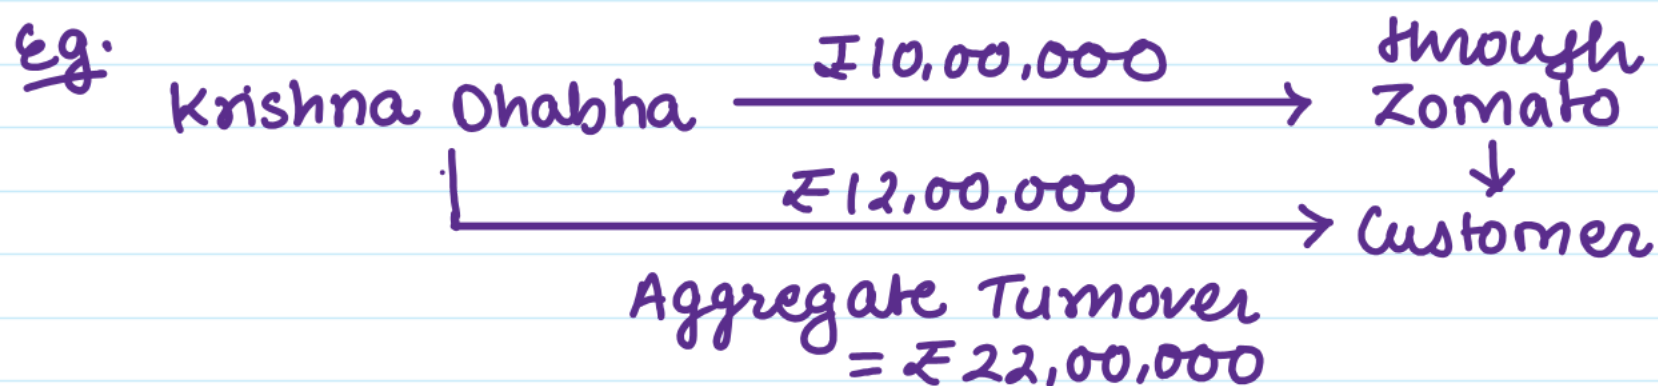 Eg.
through
₹10,00,000
Krishna Dhabha
Zomato
₹12,00,000
Customer
Aggregate Turnover
= ₹22,00,000